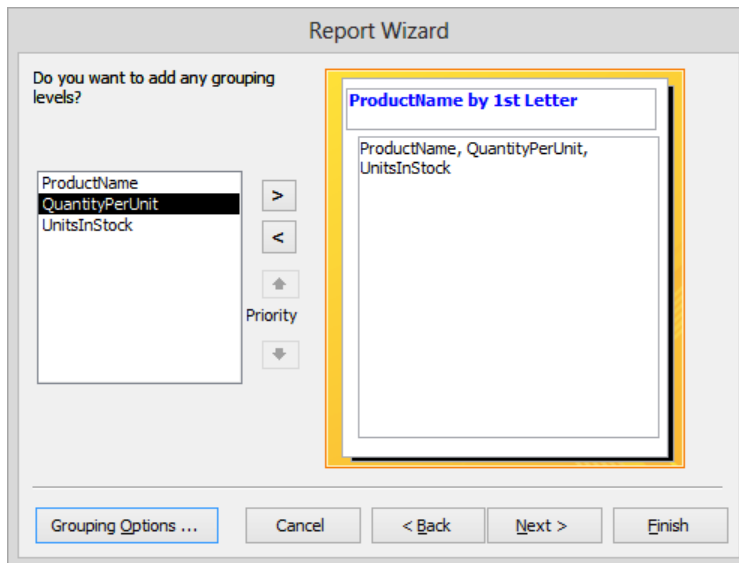 Report Wizard
Do you want to add any grouping
levels?
ProductName by 1st Letter
ProductName, QuantityPerUnit,
UnitsInStock
ProductName
QuantityPerUnit
UnitsInStock
>
<
Priority
Grouping Options ...
Cancel
< Back
Next >
Finish